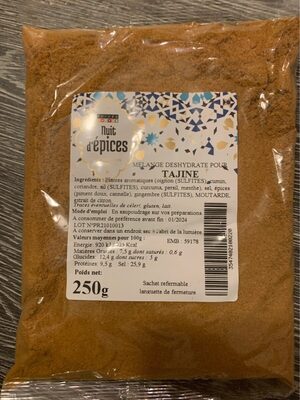 Nuit
d'épices
MELANGE DESHYDRATE POUR
TAJINE
Ingrédients : Plantes aromatiques (oignon (SULFITES), cumin,
coriandre, ail (SULFITES), curcuma, persil, menthe), sel, épices
(piment doux, cannelle), gingembre (SULFITES), MOUTARDE,
extrait de citron.
Traces éventuelles de céleri, gluten, lait.
Mode d'emploi : En saupoudrage sur vos préparations.
A consommer de préférence avant fin : 01/2024
LOT N°PR21010013
A conserver dans un endroit sec à l'abri de la lumière.
Valeurs moyennes pour 100g :
Energie: 920 kJ Kcal EMB : 59178
Matières Grasses : 7,5 g dont saturés : 0,6 g
Glucides: 12,4 g dont sucres : 3 g
Protéines: 9,5 g Sel : 25,9 g
Poids net:
250g
Sachet refermable
languette de fermeture